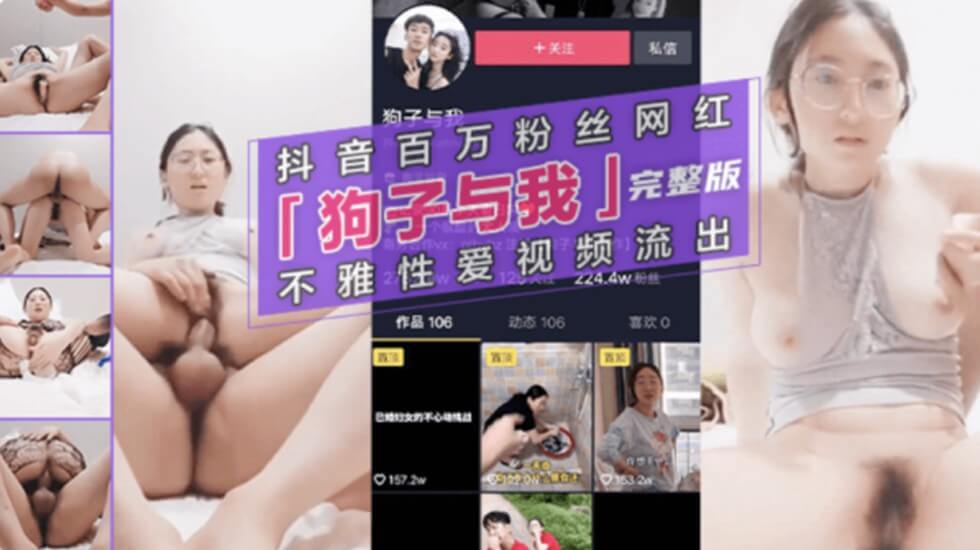 +关注
私信
狗子与我
抖音百万粉丝网红
「狗子与我」完整版
不雅性爱视频流出
224.4w 粉丝
作品 106
动态 106
喜欢 0
置顶
置顶
置顶
已婚妇女的不心动挑战
157.2w
153.2w